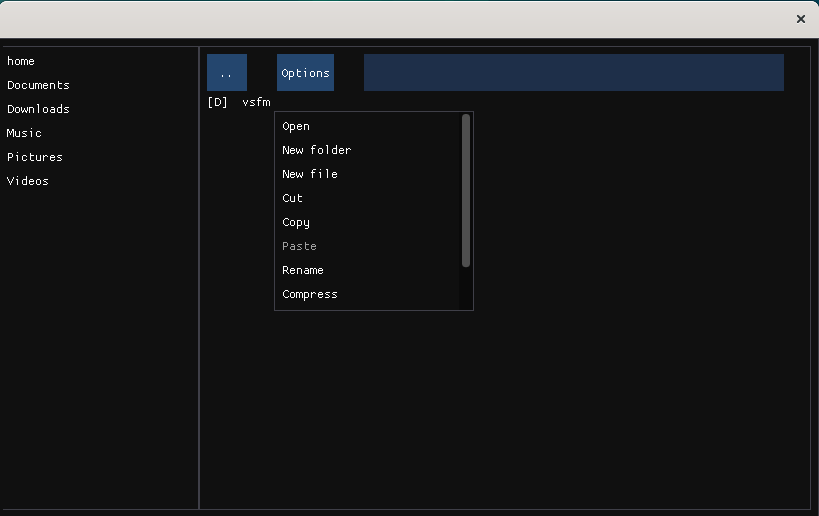 home
Documents
Downloads
Music
Pictures
Videos
.. Options
[D] vsfm
Open
New folder
New file
Cut
Copy
Paste
Rename
Compress